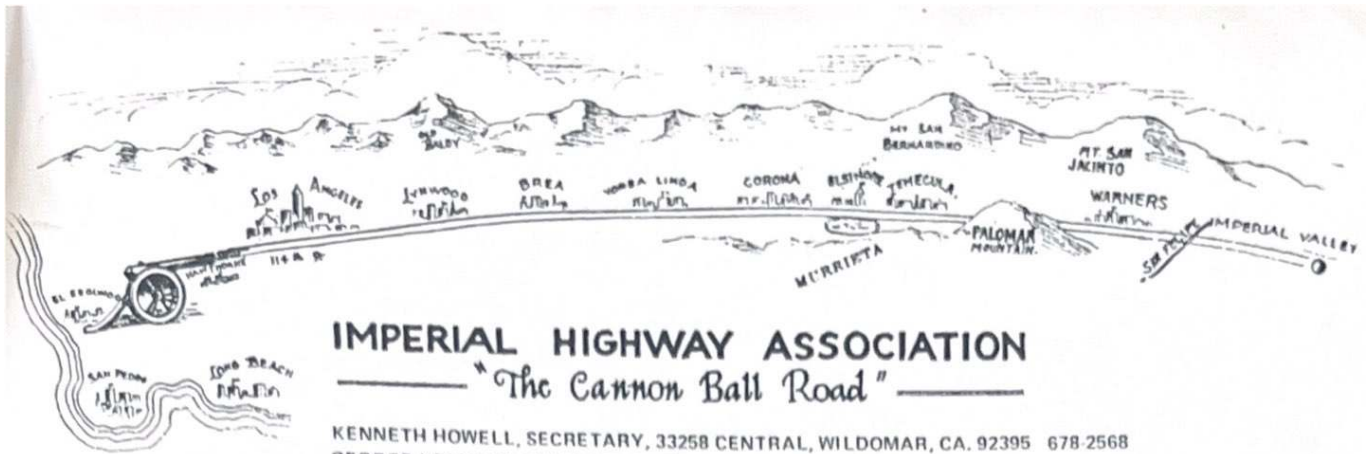 MT BALDY
MT SAN BERNARDINO
MT. SAN JACINTO
LOS ANGELES
LYNWOOD
BREA
YORBA LINDA
CORONA
ELSINORE
TEMECULA
WARNERS
IMPERIAL VALLEY
PALOMAR MOUNTAIN.
MURRIETA
HAWTHORNE
EL SEGUNDO
SAN PEDRO
LONG BEACH
IMPERIAL HIGHWAY ASSOCIATION
"The Cannon Ball Road"
KENNETH HOWELL, SECRETARY, 33258 CENTRAL, WILDOMAR, CA. 92395 678-2568